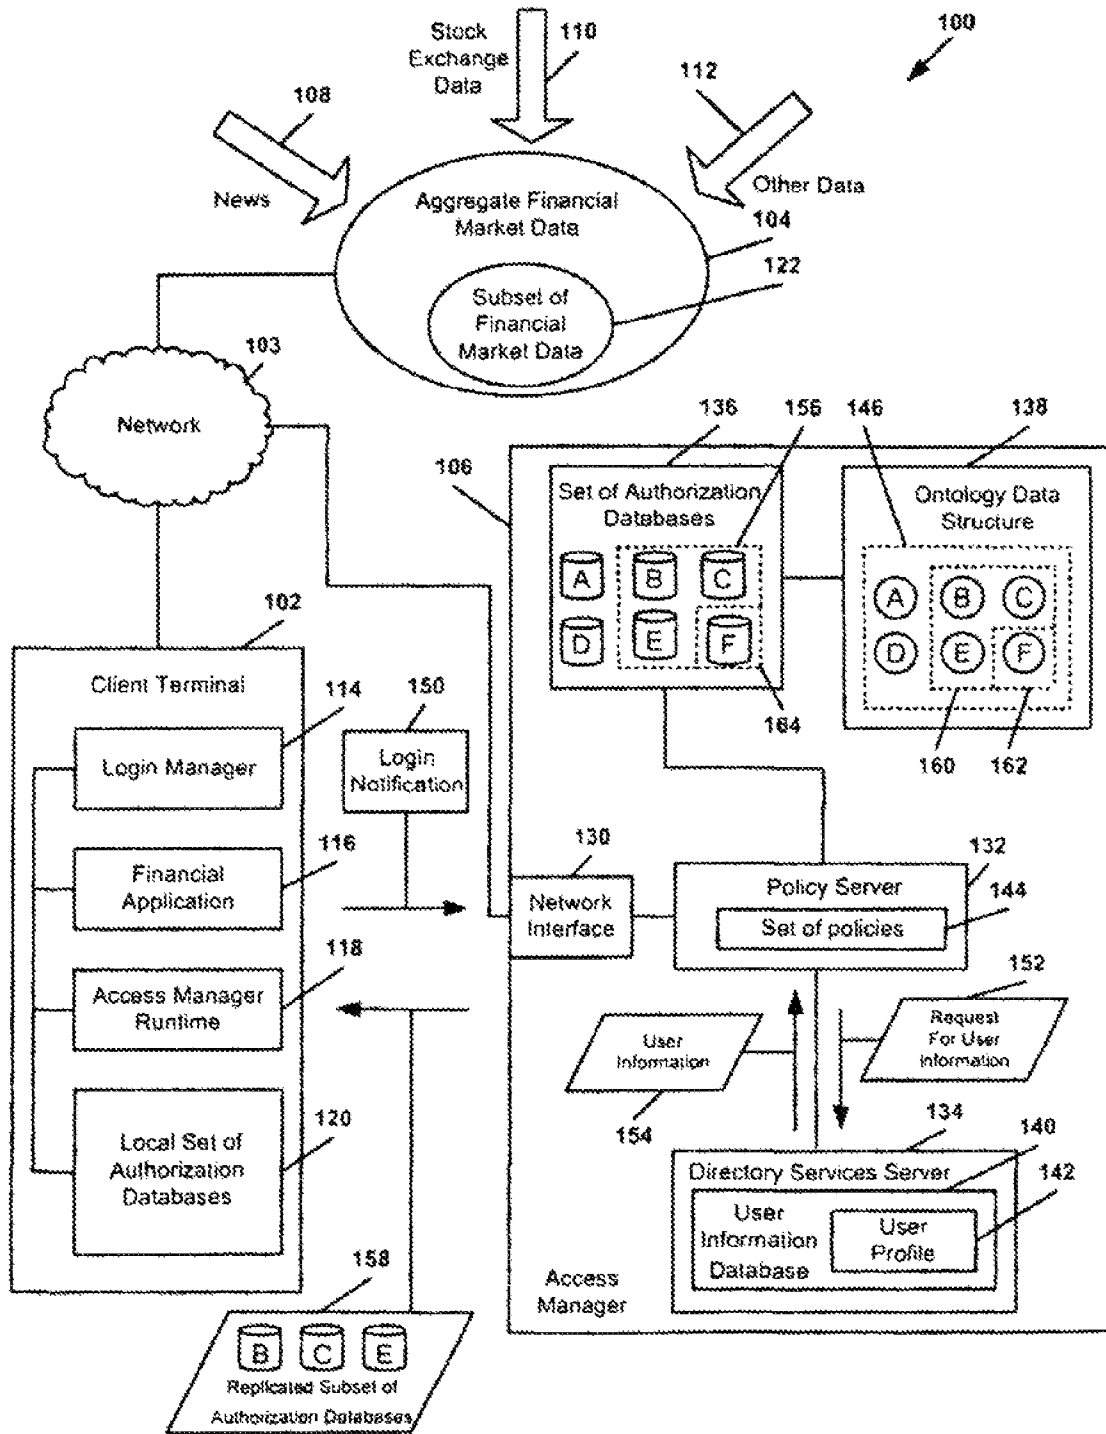 100
Stock
Exchange
Data
110
112
108
News
Other Data
Aggregate Financial
Market Data
104
122
Subset of
Financial
Market Data
103
Network
136
156
146
138
106
Set of Authorization
Databases
A
B
C
D
E
F
164
Ontology Data
Structure
A
B
C
D
E
F
160
162
102
Client Terminal
114
Login Manager
150
Login
Notification
116
Financial
Application
118
Access Manager
Runtime
120
Local Set of
Authorization
Databases
130
Network
Interface
132
Policy Server
144
Set of policies
152
Request
For User
Information
User
Information
154
134
140
Directory Services Server
142
User
Information
Database
User
Profile
Access
Manager
158
B
C
E
Replicated Subset of
Authorization Databases